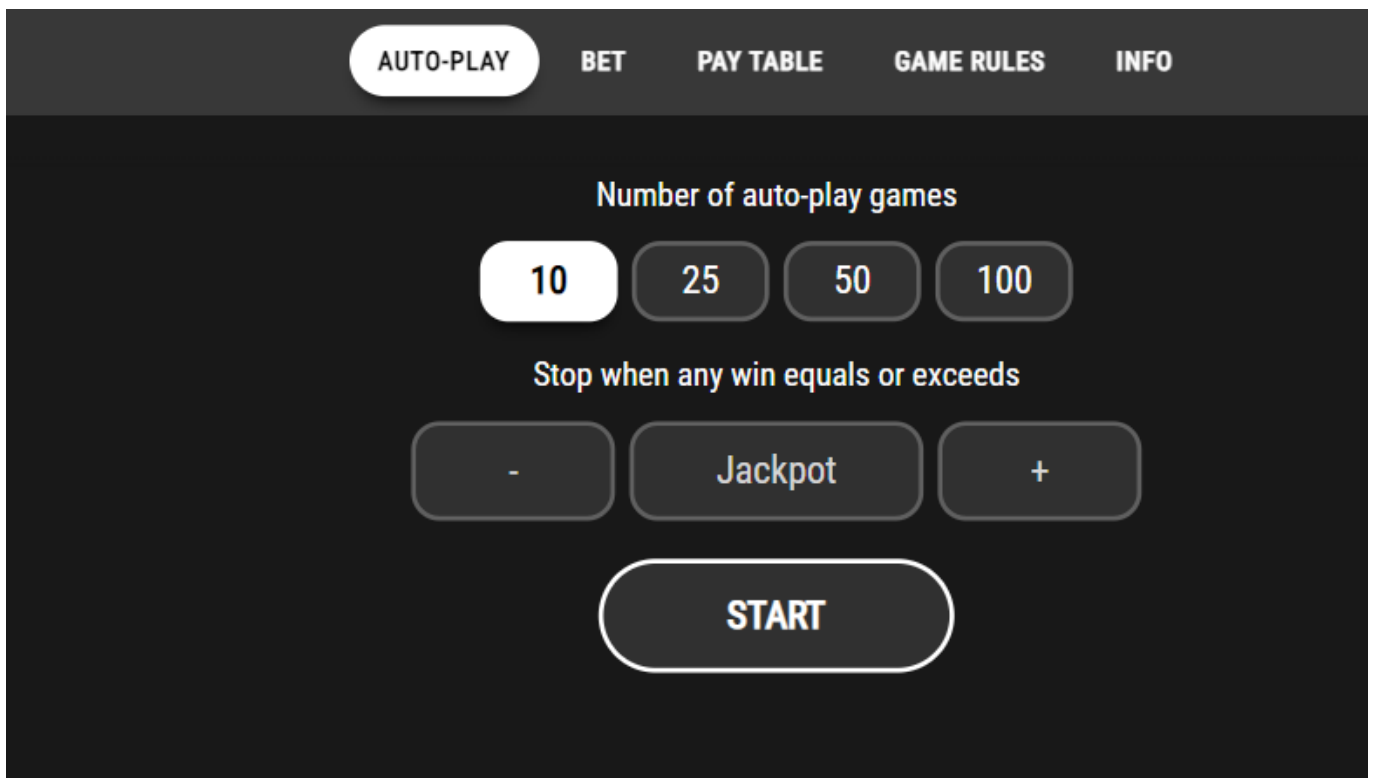 AUTO-PLAY BET PAY TABLE GAME RULES INFO
Number of auto-play games
10 25 50 100
Stop when any win equals or exceeds
- Jackpot +
START